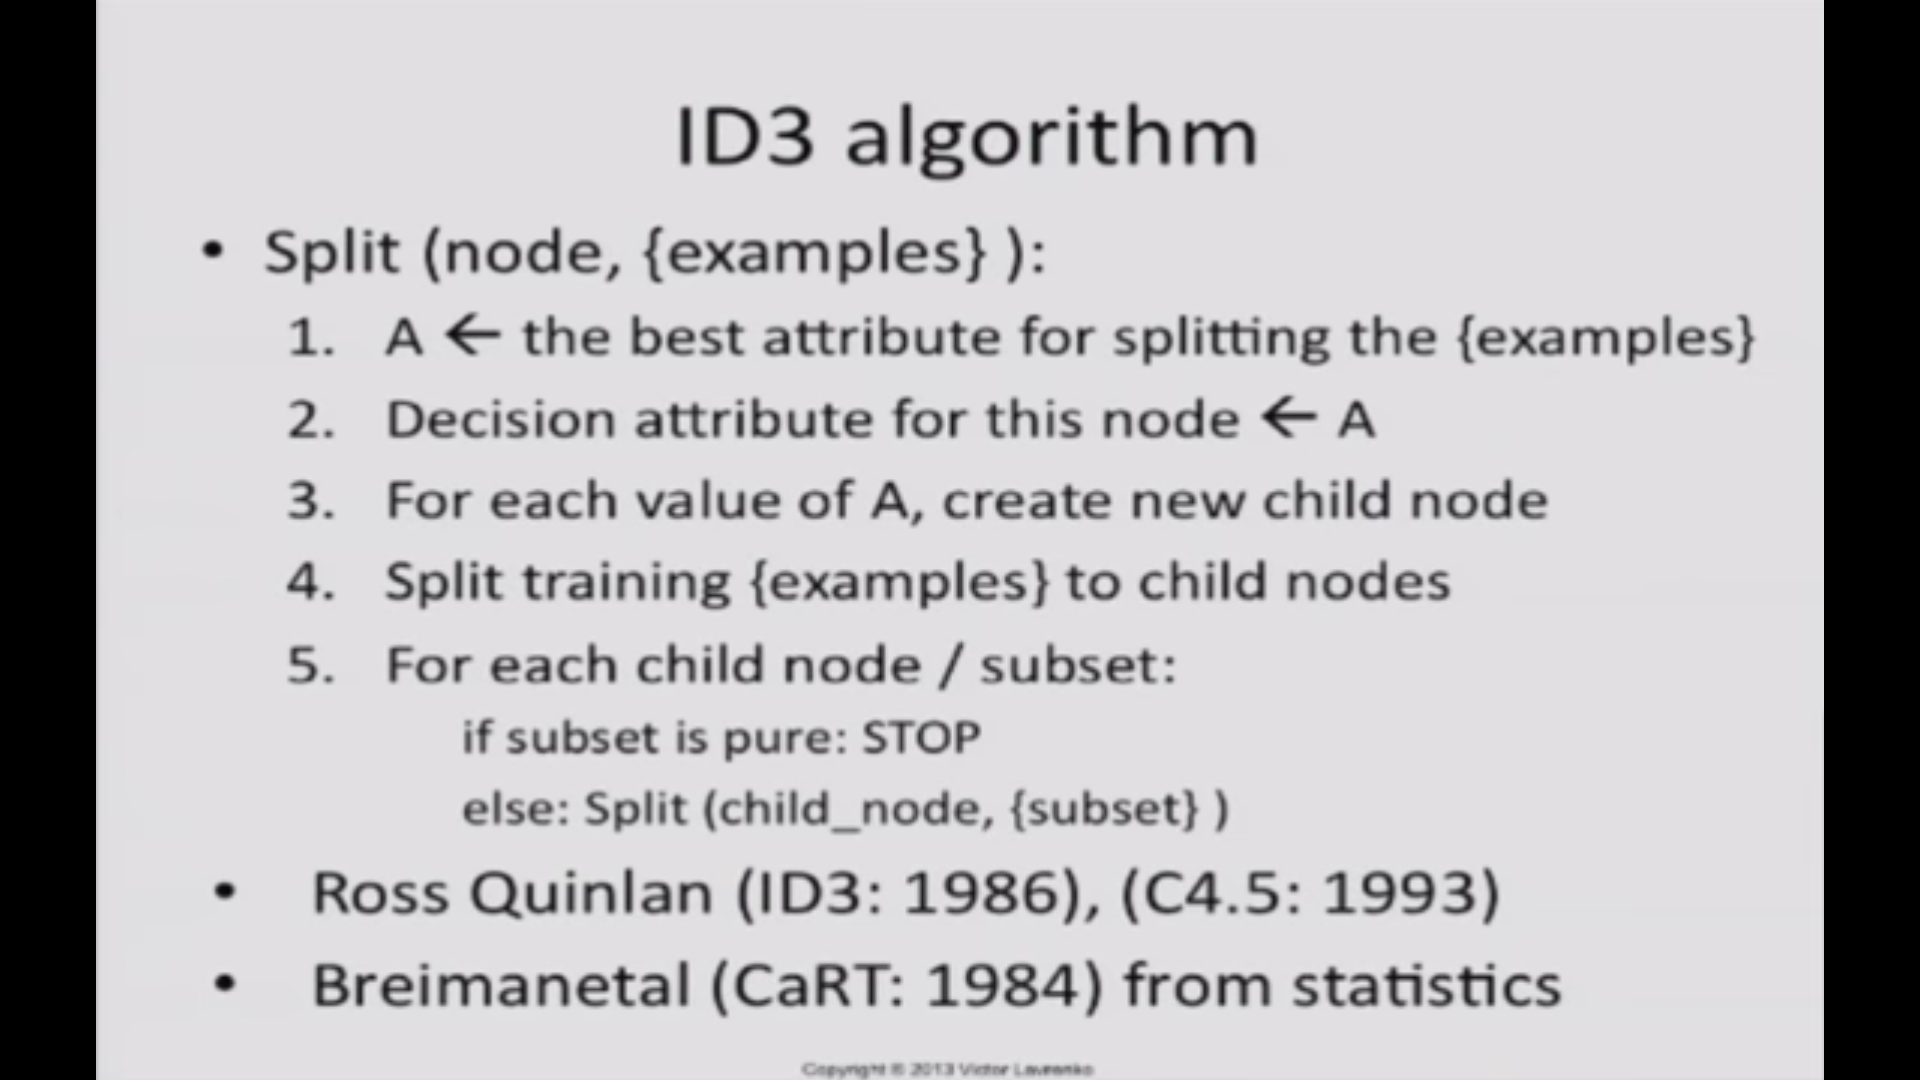 ID3 algorithm
• Split (node, {examples} ):
1. A ← the best attribute for splitting the {examples}
2. Decision attribute for this node ← A
3. For each value of A, create new child node
4. Split training {examples} to child nodes
5. For each child node / subset:
if subset is pure: STOP
else: Split (child_node, {subset} )
• Ross Quinlan (ID3: 1986), (C4.5: 1993)
• Breimanetal (CaRT: 1984) from statistics
Copyright © 2013 Victor Lavrenko